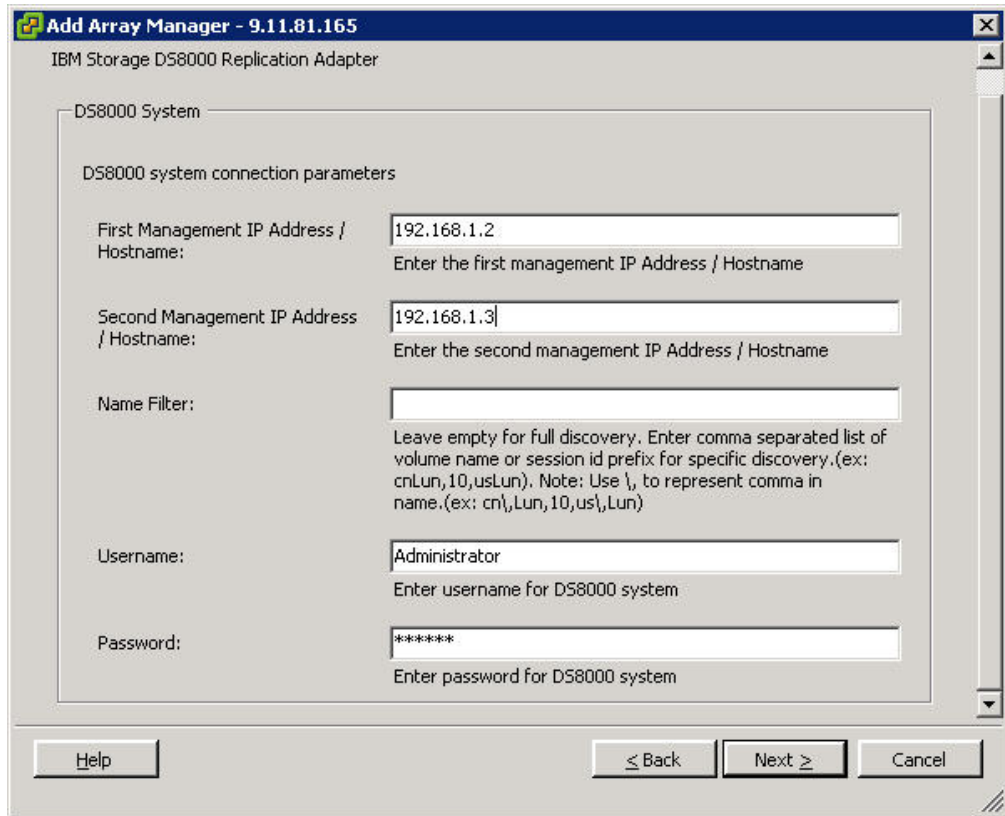 Add Array Manager - 9.11.81.165
IBM Storage DS8000 Replication Adapter
DS8000 System
DS8000 system connection parameters
First Management IP Address /
Hostname:
192.168.1.2
Enter the first management IP Address / Hostname
Second Management IP Address
/ Hostname:
192.168.1.3
Enter the second management IP Address / Hostname
Name Filter:
Leave empty for full discovery. Enter comma separated list of
volume name or session id prefix for specific discovery.(ex:
cnLun,10,usLun). Note: Use \, to represent comma in
name.(ex: cn\,Lun,10,us\,Lun)
Username:
Administrator
Enter username for DS8000 system
Password:
******
Enter password for DS8000 system
Help
< Back
Next >
Cancel